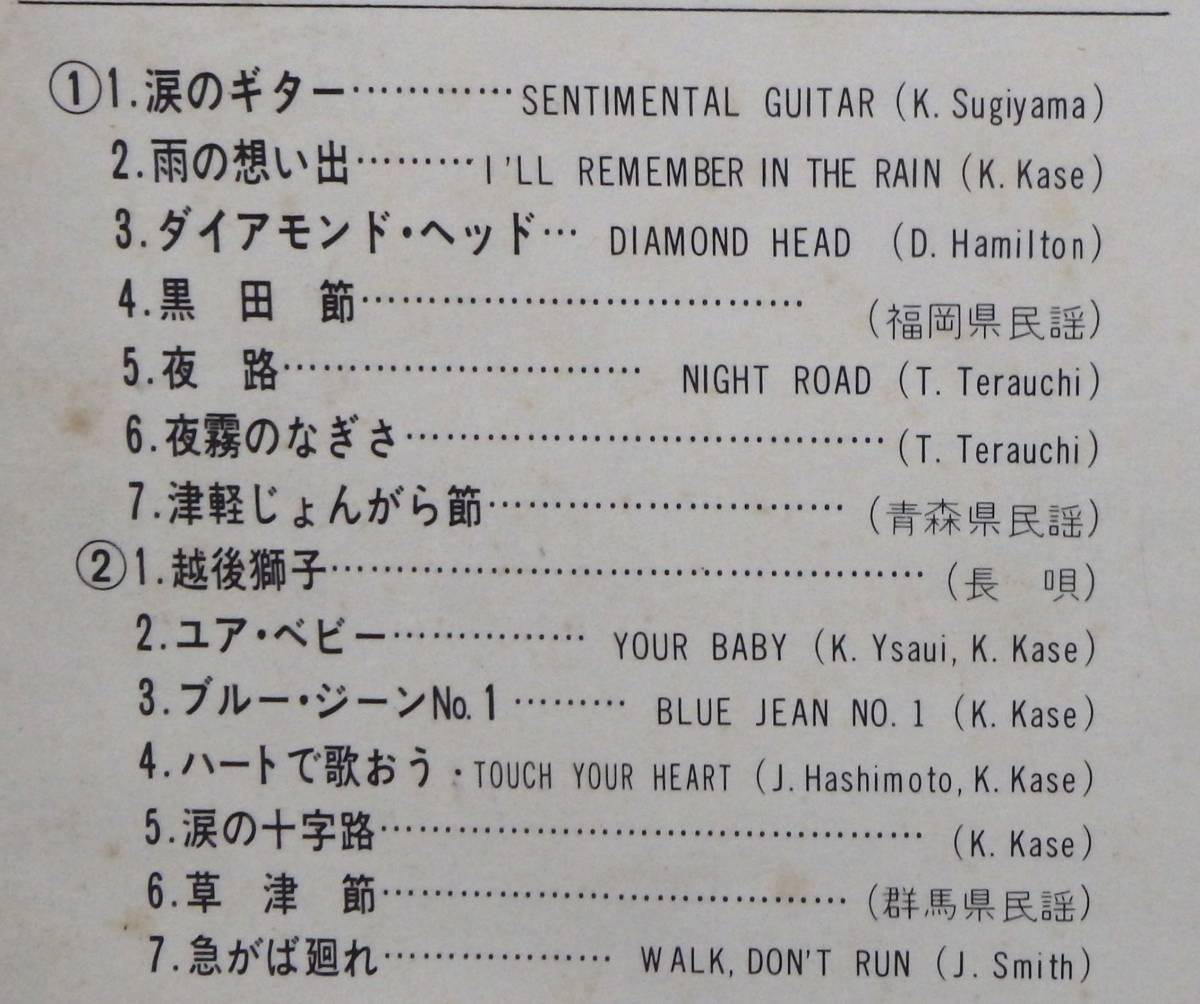 ①1.涙のギター…………SENTIMENTAL GUITAR (K. Sugiyama)
2.雨の想い出………I'LL REMEMBER IN THE RAIN (K. Kase)
3.ダイアモンド・ヘッド… DIAMOND HEAD (D. Hamilton)
4.黒田節……………………………… (福岡県民謡)
5.夜路………………………… NIGHT ROAD (T. Terauchi)
6.夜霧のなぎさ…………………………………(T. Terauchi)
7.津軽じょんがら節………………………… (青森県民謡)
②1.越後獅子………………………………………… (長唄)
2.ユア・ベビー……………… YOUR BABY (K. Ysaui, K. Kase)
3.ブルー・ジーンNo.1……… BLUE JEAN NO. 1 (K. Kase)
4.ハートで歌おう・TOUCH YOUR HEART (J. Hashimoto, K. Kase)
5.涙の十字路……………………………………… (K. Kase)
6.草津節………………………………… (群馬県民謡)
7.急がば廻れ……………… WALK, DON'T RUN (J. Smith)